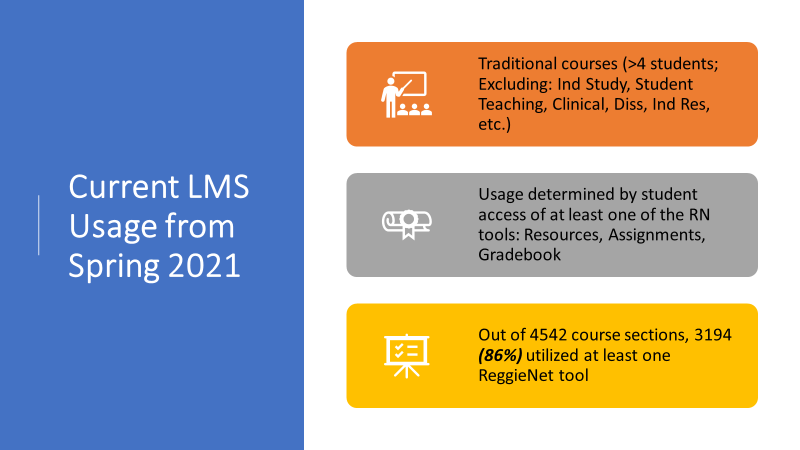 Current LMS
Usage from
Spring 2021
Traditional courses (>4 students;
Excluding: Ind Study, Student
Teaching, Clinical, Diss, Ind Res,
etc.)
Usage determined by student
access of at least one of the RN
tools: Resources, Assignments,
Gradebook
Out of 4542 course sections, 3194
(86%) utilized at least one
ReggieNet tool